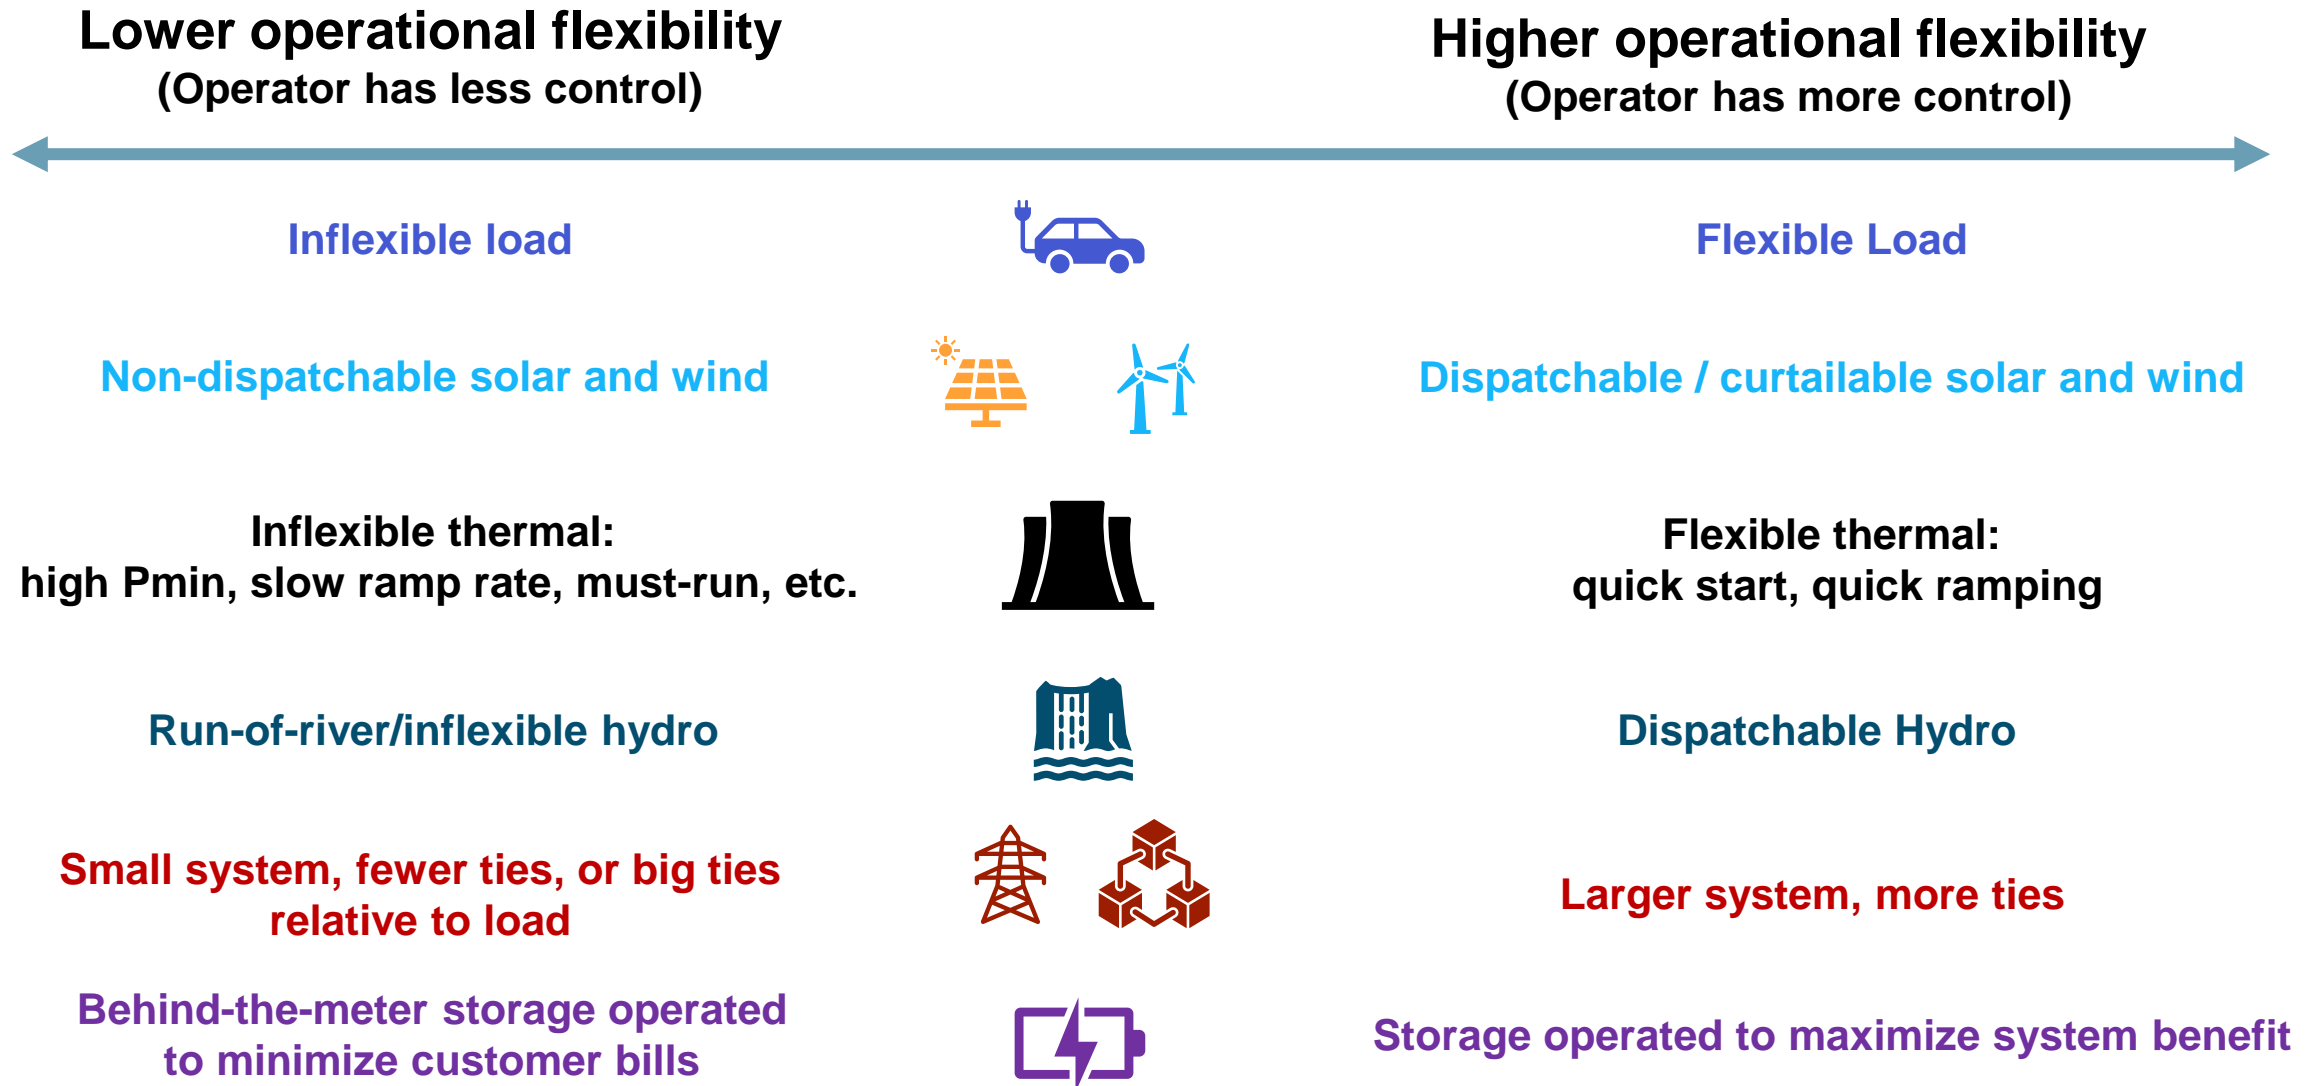 Lower operational flexibility
(Operator has less control)
Higher operational flexibility
(Operator has more control)
Inflexible load
Flexible Load
Non-dispatchable solar and wind
Dispatchable / curtailable solar and wind
Inflexible thermal:
high Pmin, slow ramp rate, must-run, etc.
Flexible thermal:
quick start, quick ramping
Run-of-river/inflexible hydro
Dispatchable Hydro
Small system, fewer ties, or big ties
relative to load
Larger system, more ties
Behind-the-meter storage operated
to minimize customer bills
Storage operated to maximize system benefit